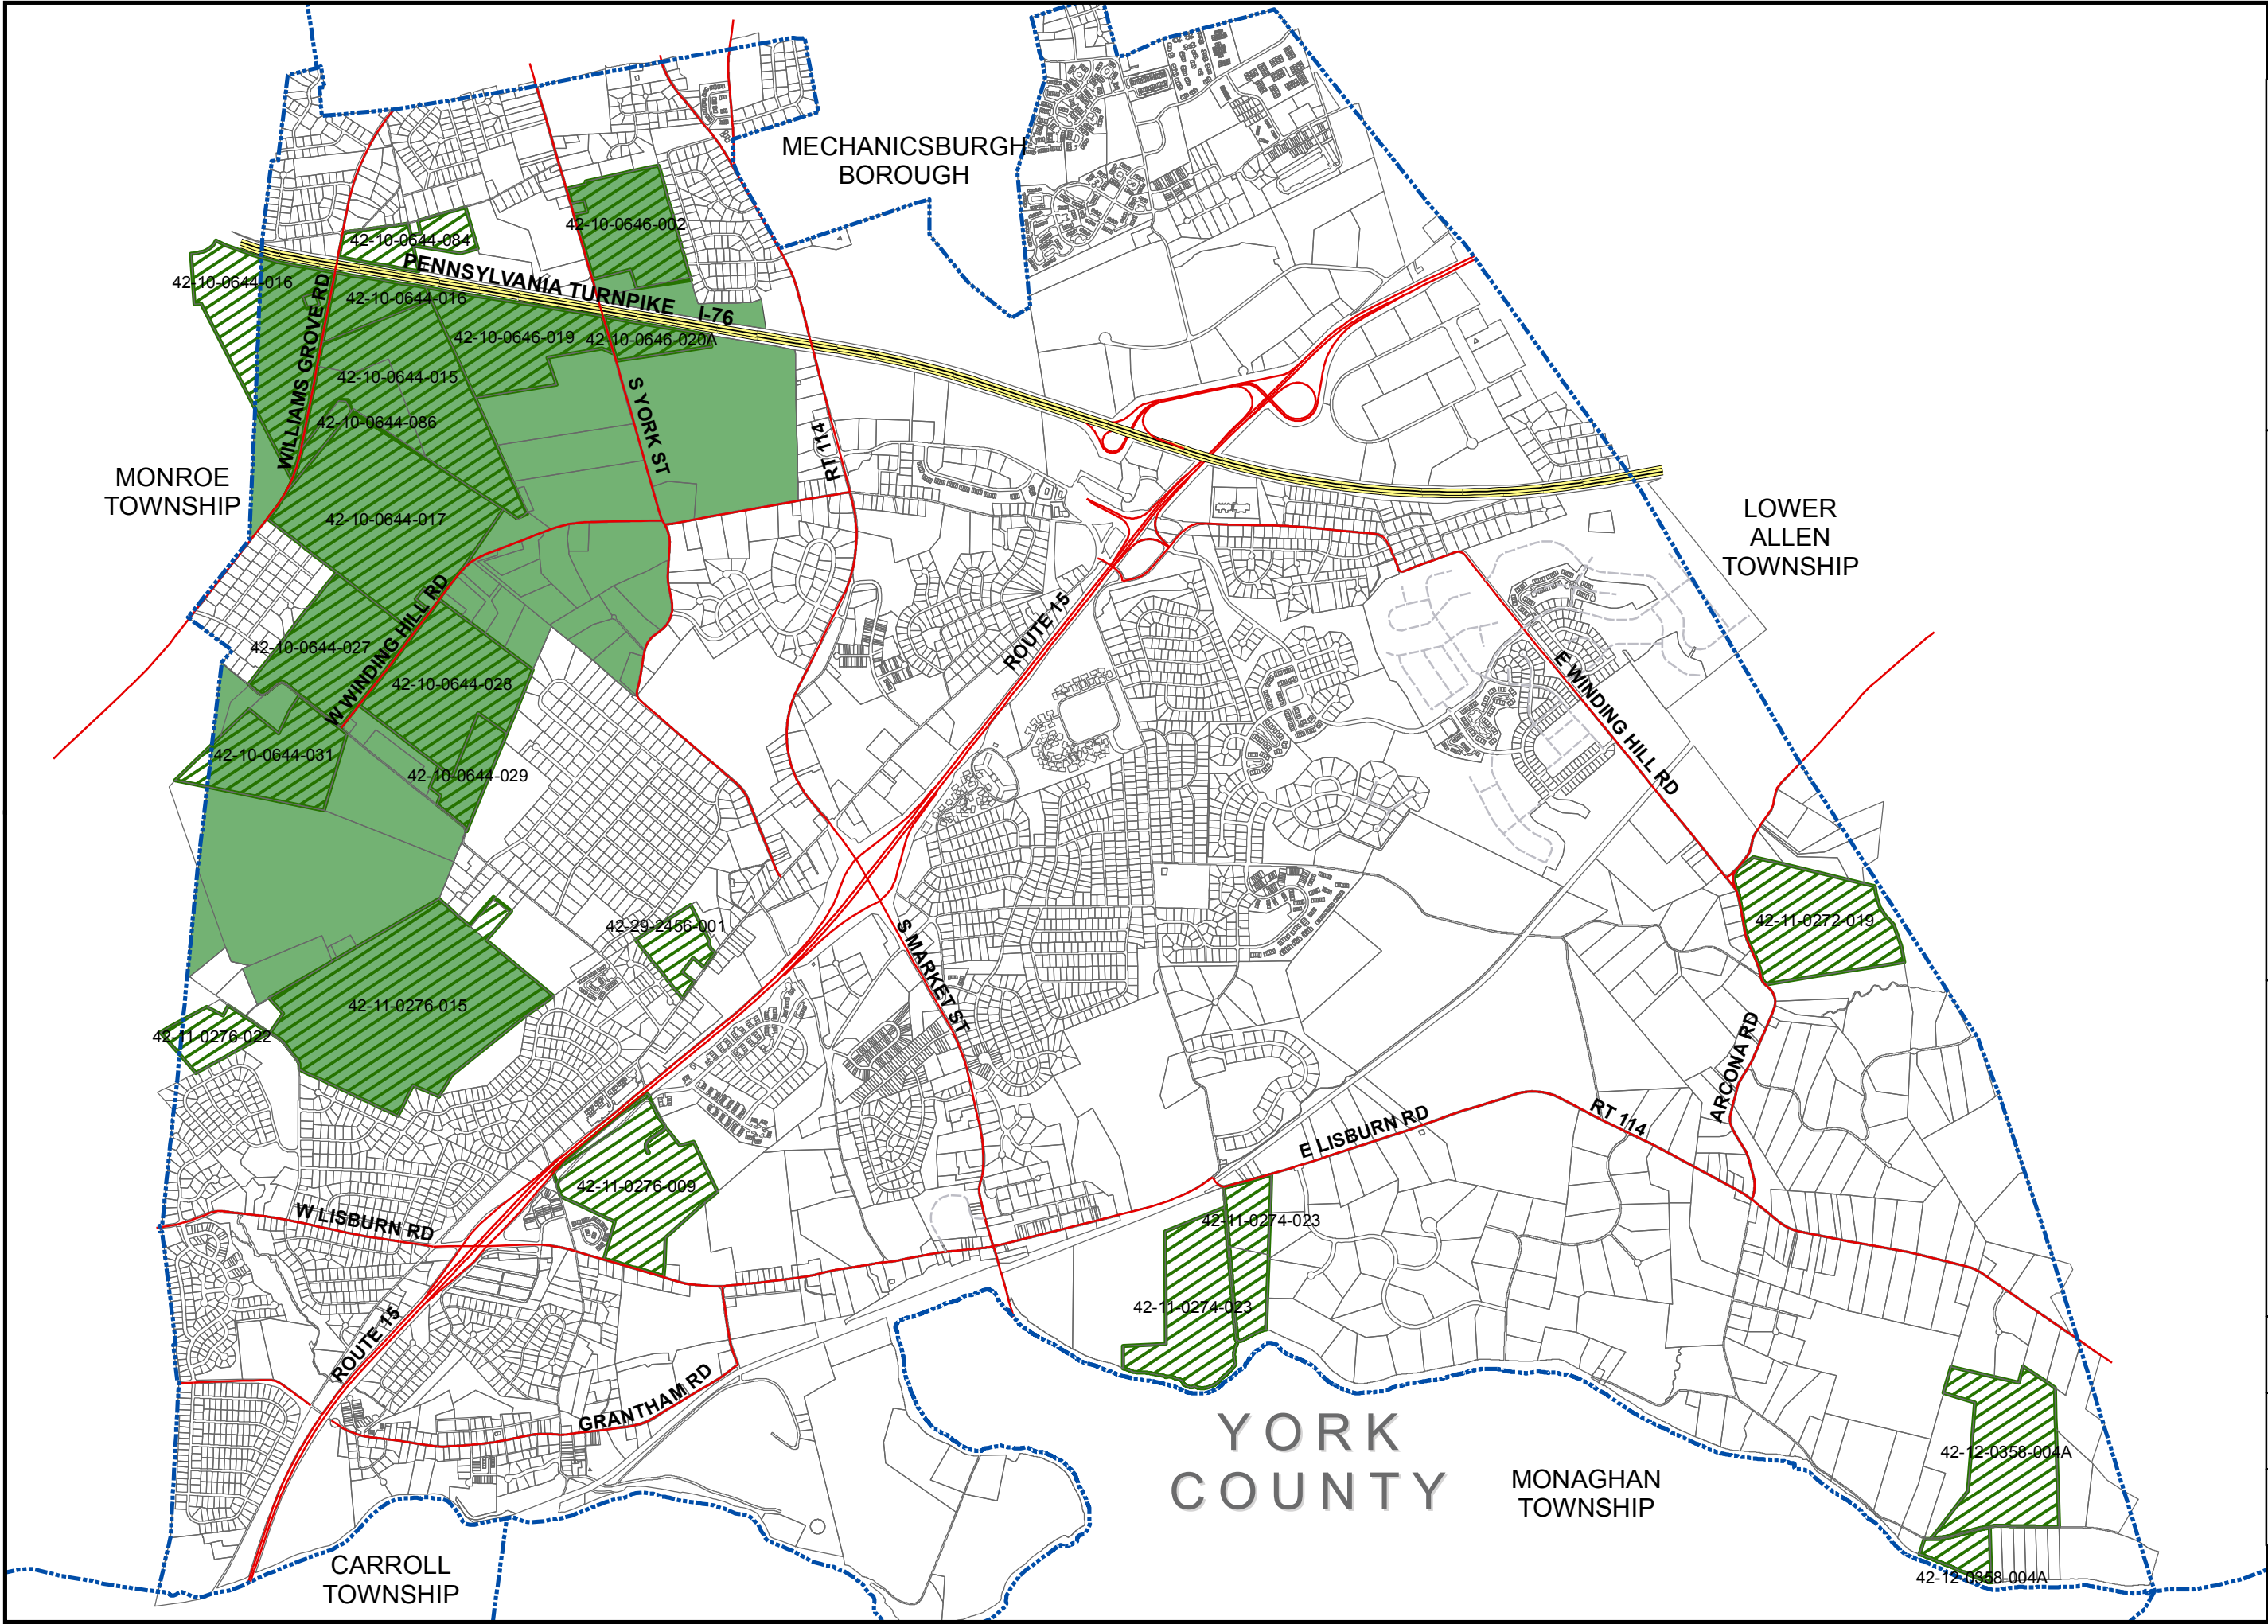 MECHANICSBURGH
BOROUGH
42-10-0646-002
42-10-0644-084
PENNSYLVANIA TURNPIKE I-76
42-10-0644-016
42-10-0644-016
WILLIAMS GROVE RD
42-10-0646-019
42-10-0646-020A
42-10-0644-015
S YORK ST
42-10-0644-086
RT 114
MONROE
TOWNSHIP
42-10-0644-017
LOWER
ALLEN
TOWNSHIP
W WINDING HILL RD
ROUTE 15
42-10-0644-027
42-10-0644-028
E WINDING HILL RD
42-10-0644-031
42-10-0644-029
42-29-2456-001
42-11-0272-019
S MARKET ST
42-11-0276-015
42-11-0276-022
ARCONA RD
E LISBURN RD
RT 114
42-11-0276-009
W LISBURN RD
42-11-0274-023
42-11-0274-023
ROUTE 15
GRANTHAM RD
YORK
COUNTY
42-12-0358-004A
MONAGHAN
TOWNSHIP
CARROLL
TOWNSHIP
42-12-0358-004A